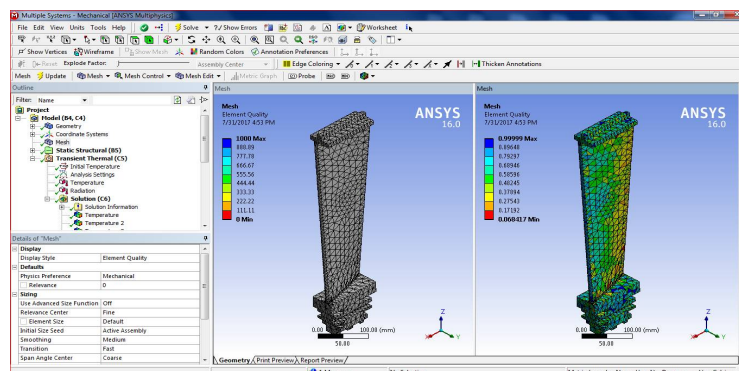 Multiple Systems - Mechanical [ANSYS Multiphysics]
File Edit View Units Tools Help Solve ?/ Show Errors Worksheet
Show Vertices Wireframe Show Mesh Random Colors Annotation Preferences
Reset Explode Factor: Assembly Center Edge Coloring Thicken Annotations
Mesh Update Mesh Mesh Control Mesh Edit Metric Graph Probe
Outline
Filter: Name
Project
Model (B4, C4)
Geometry
Coordinate Systems
Mesh
Static Structural (B5)
Transient Thermal (C5)
Initial Temperature
Analysis Settings
Temperature
Radiation
Solution (C6)
Solution Information
Temperature
Temperature 2
Details of "Mesh"
Display
Display Style Element Quality
Defaults
Physics Preference Mechanical
Relevance 0
Sizing
Use Advanced Size Function Off
Relevance Center Fine
Element Size Default
Initial Size Seed Active Assembly
Smoothing Medium
Transition Fast
Span Angle Center Coarse
Mesh
Mesh
Element Quality
7/31/2017 4:53 PM
1000 Max
888.89
777.78
666.67
555.56
444.44
333.33
222.22
111.11
0 Min
ANSYS
16.0
0.00 100.00 (mm)
50.00
Z
X Y
Mesh
Mesh
Element Quality
7/31/2017 4:53 PM
0.99999 Max
0.89648
0.79297
0.68946
0.58596
0.48245
0.37894
0.27543
0.17192
0.068417 Min
ANSYS
16.0
0.00 100.00 (mm)
50.00
Z
X Y
Geometry Print Preview Report Preview